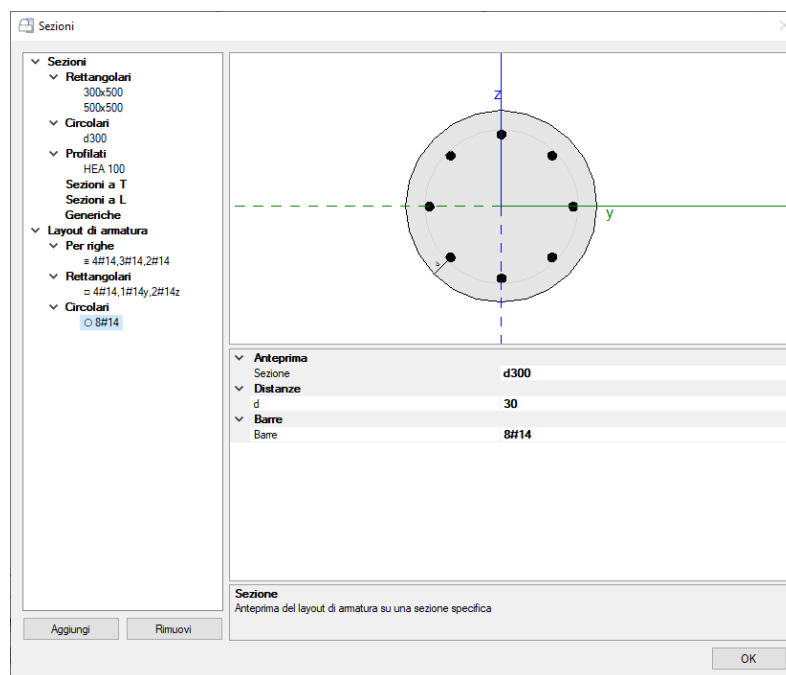 Sezioni
Sezioni
Rettangolari
300x500
500x500
Circolari
d300
Profilati
HEA 100
Sezioni a T
Sezioni a L
Generiche
Layout di armatura
Per righe
4#14,3#14,2#14
Rettangolari
4#14,1#14y,2#14z
Circolari
8#14
z
y
Anteprima
Sezione d300
Distanze
d 30
Barre
Barre 8#14
Sezione
Anteprima del layout di armatura su una sezione specifica
Aggiungi Rimuovi
OK